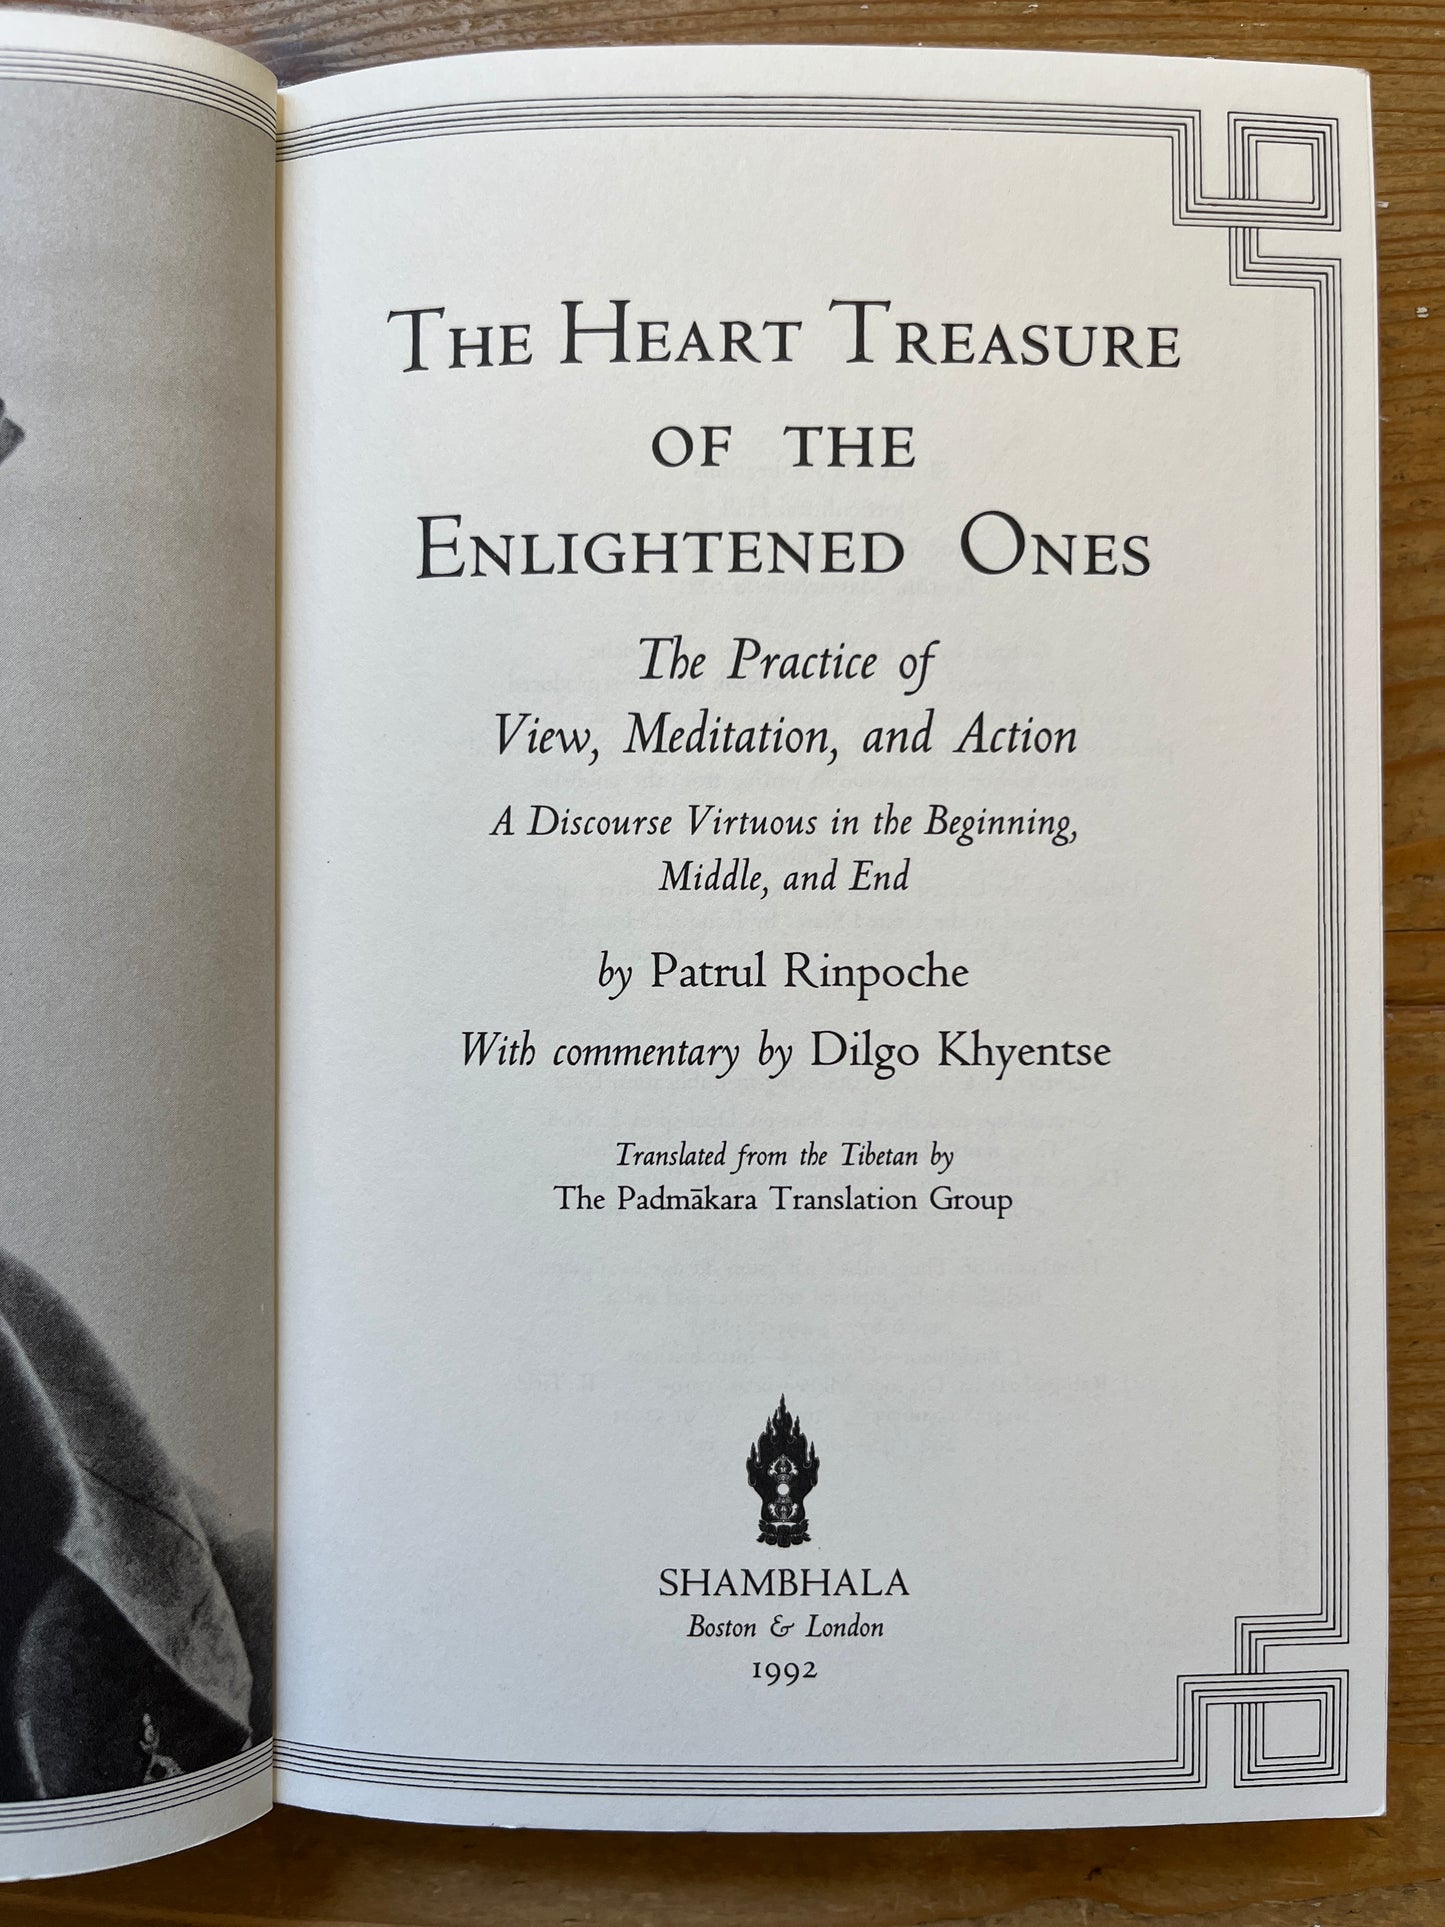 The Heart Treasure
of the
Enlightened Ones
The Practice of
View, Meditation, and Action
A Discourse Virtuous in the Beginning,
Middle, and End
by Patrul Rinpoche
With commentary by Dilgo Khyentse
Translated from the Tibetan by
The Padmākara Translation Group
SHAMBHALA
Boston & London
1992